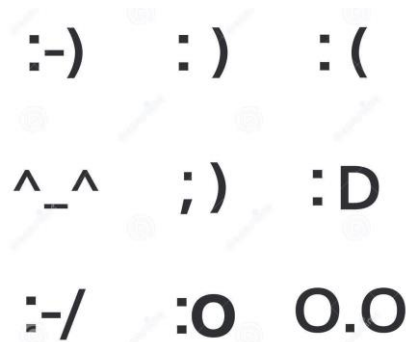 :-) : ) : (
^_^ ; ) : D
:-/ :o O.O